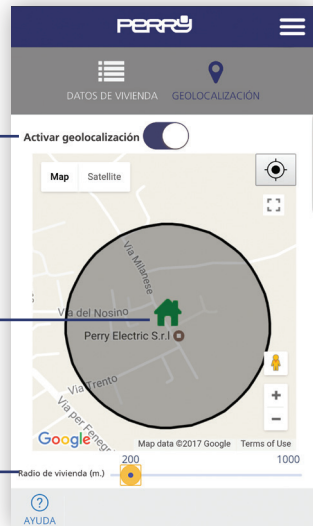 PERRY
DATOS DE VIVIENDA GEOLOCALIZACIÓN
Activar geolocalización
Map Satellite
Via Milanese
Via del Nosino
Perry Electric S.r.l
Via Trento
Via per Fenegrò
Google Map data ©2017 Google Terms of Use
200 1000
Radio de vivienda (m.)
?
AYUDA